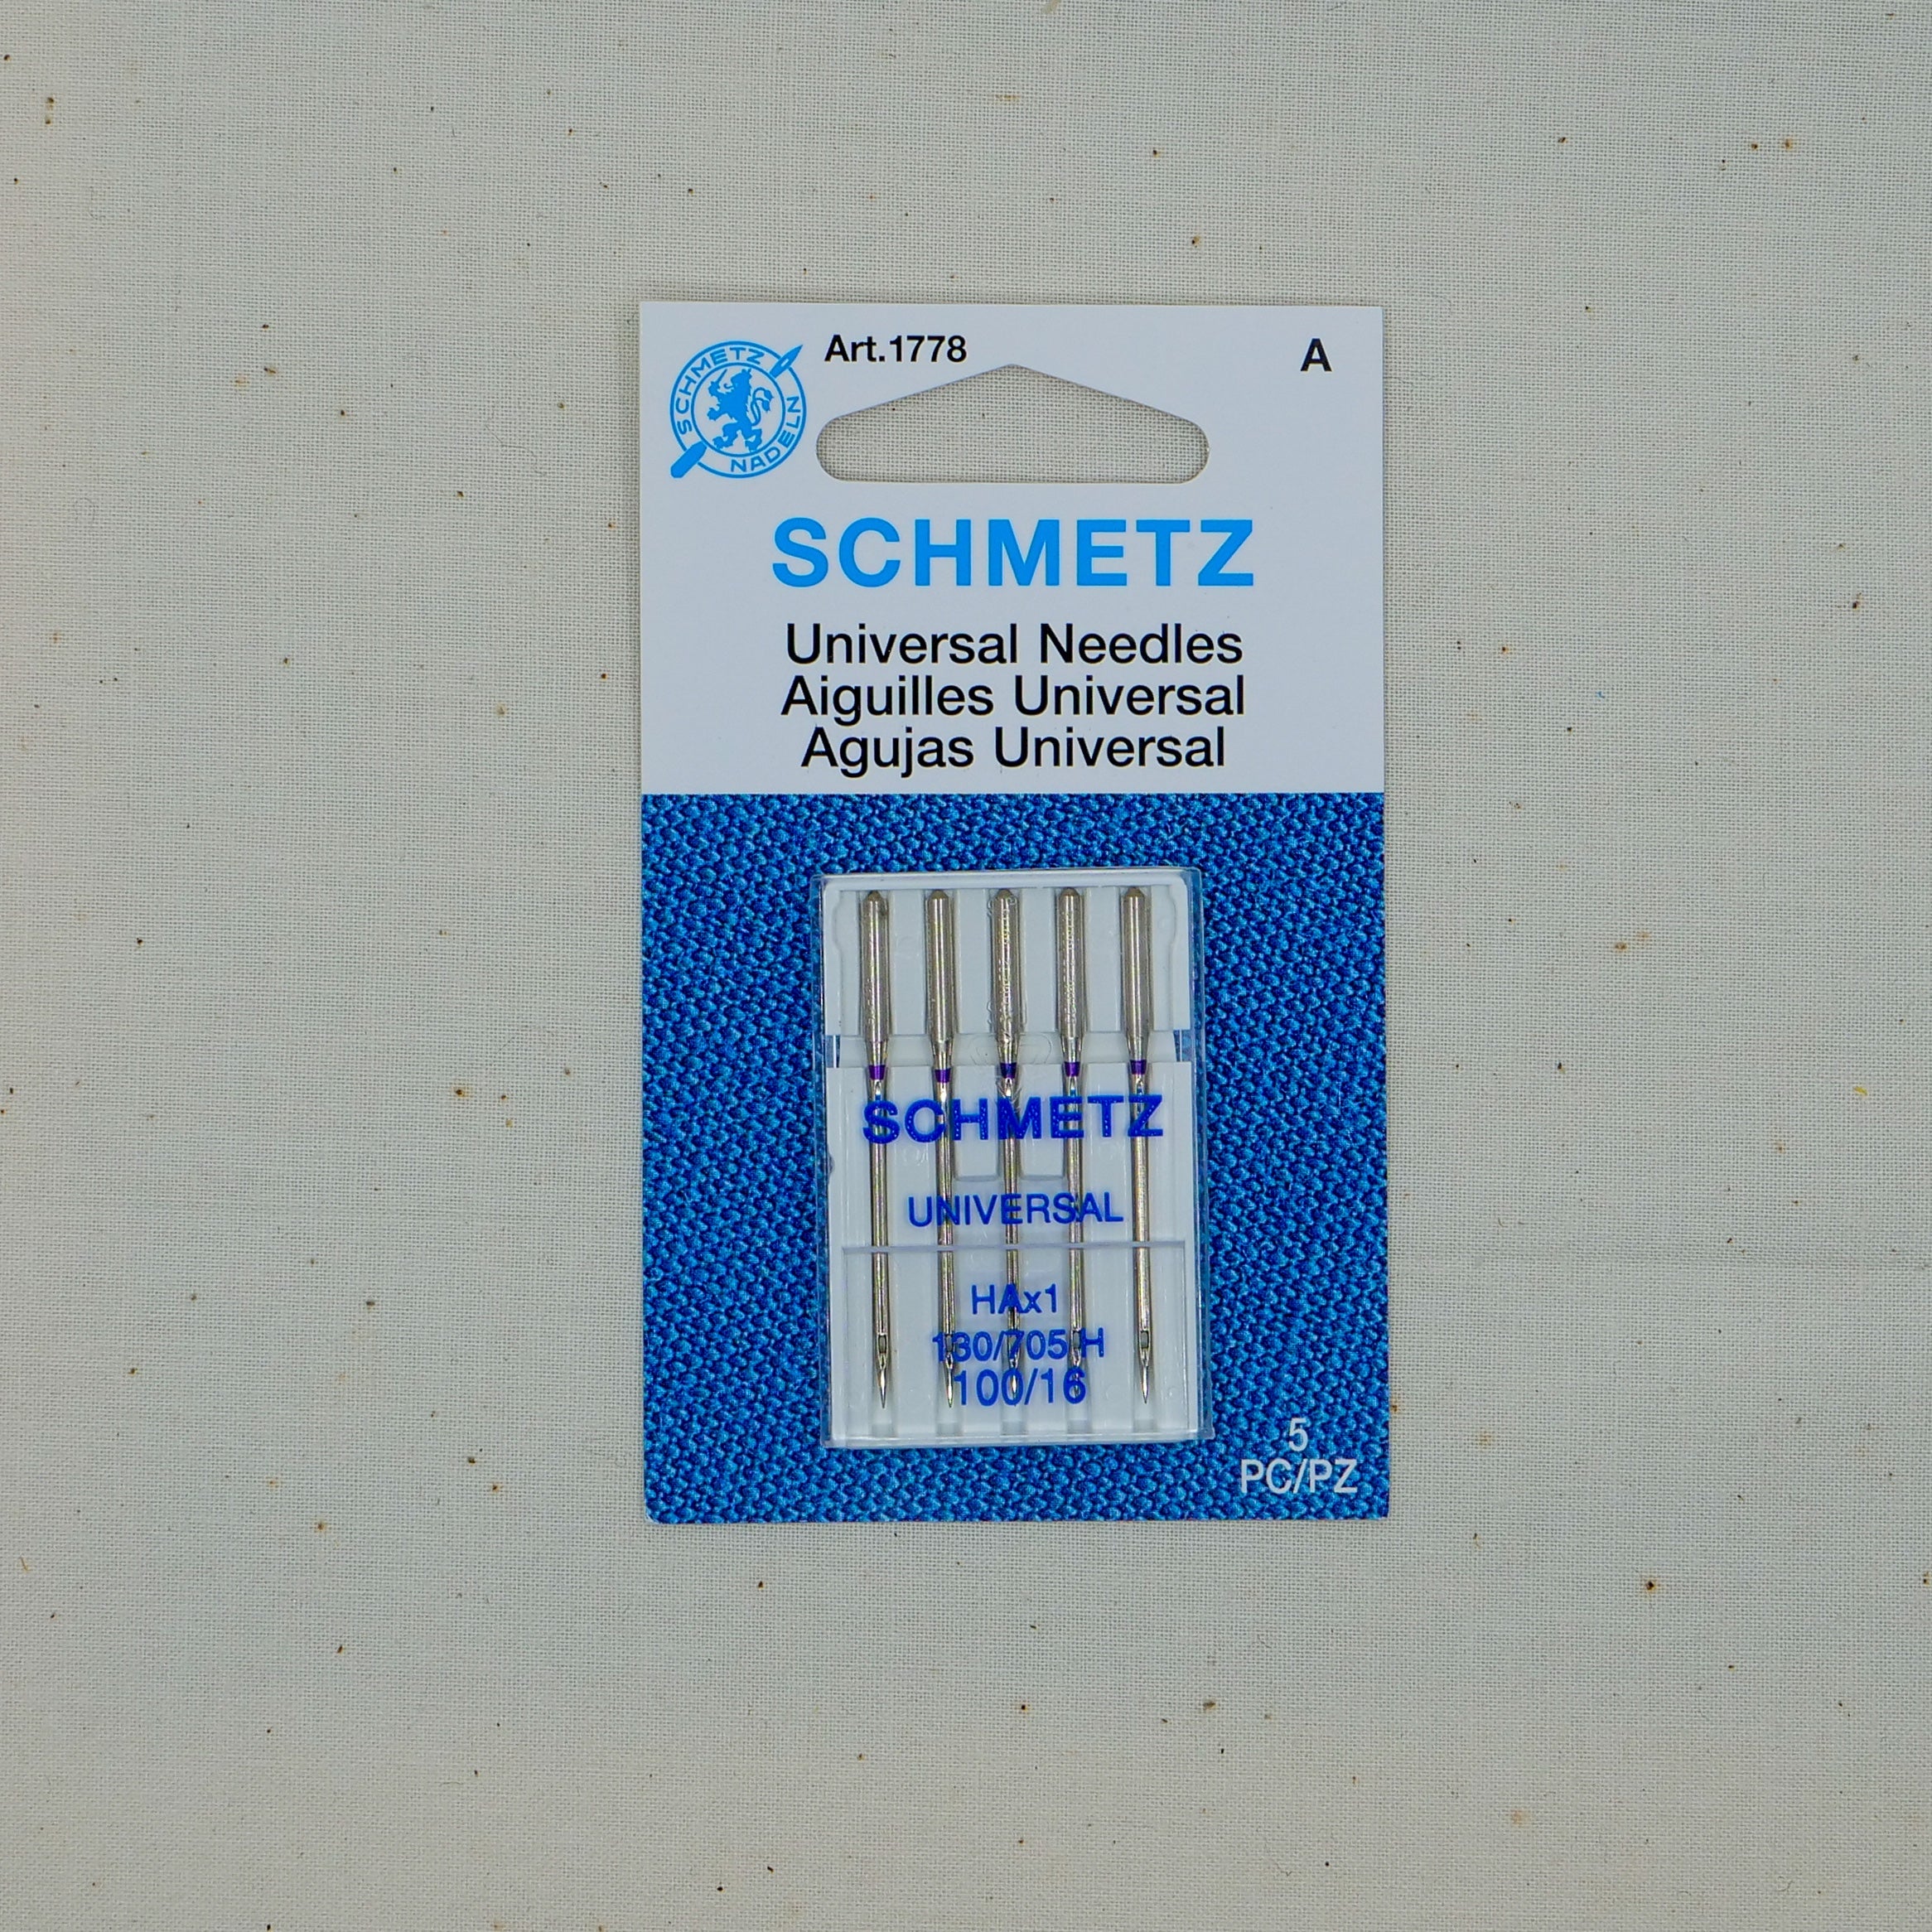 SCHMETZ
NADELN
Art.1778
A
SCHMETZ
Universal Needles
Aiguilles Universal
Agujas Universal
SCHMETZ
UNIVERSAL
HAx1
130/705 H
100/16
5
PC/PZ